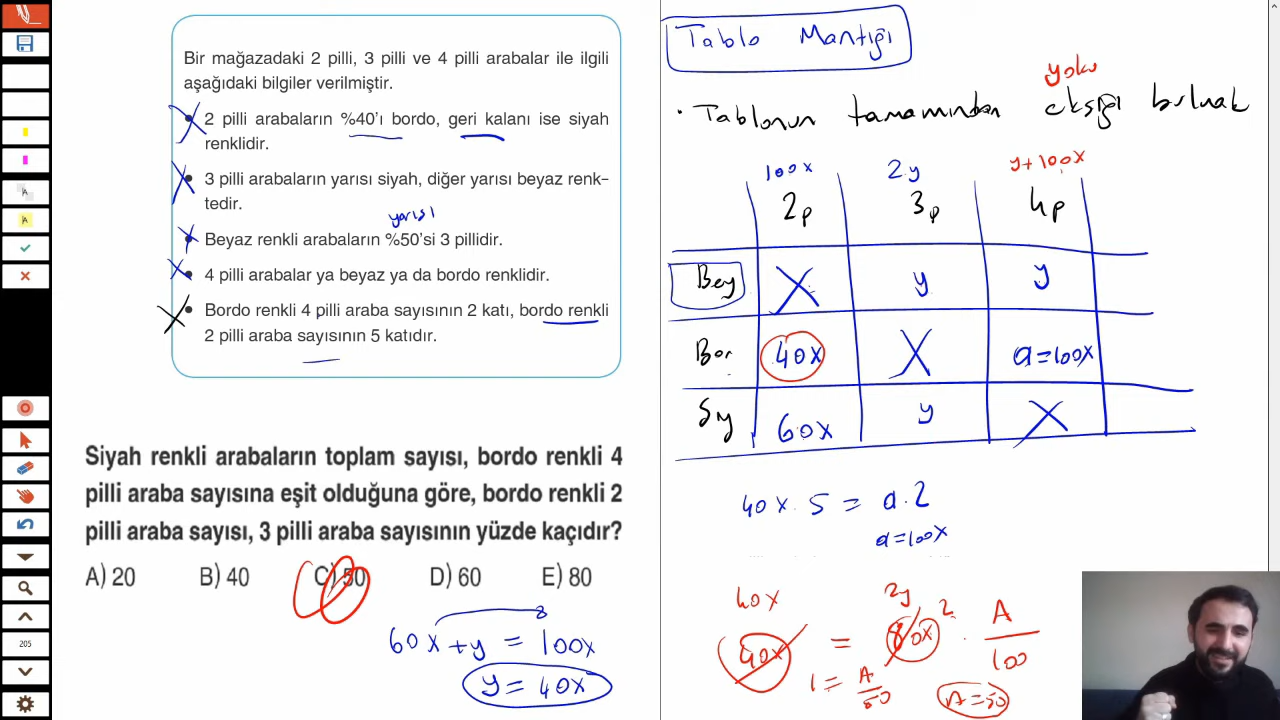 Bir mağazadaki 2 pilli, 3 pilli ve 4 pilli arabalar ile ilgili
aşağıdaki bilgiler verilmiştir.
• 2 pilli arabaların %40'ı bordo, geri kalanı ise siyah
renklidir.
• 3 pilli arabaların yarısı siyah, diğer yarısı beyaz renk-
tedir.
yarısı
• Beyaz renkli arabaların %50'si 3 pillidir.
• 4 pilli arabalar ya beyaz ya da bordo renklidir.
• Bordo renkli 4 pilli araba sayısının 2 katı, bordo renkli
2 pilli araba sayısının 5 katıdır.
Siyah renkli arabaların toplam sayısı, bordo renkli 4
pilli araba sayısına eşit olduğuna göre, bordo renkli 2
pilli araba sayısı, 3 pilli araba sayısının yüzde kaçıdır?
A) 20 B) 40 C) 50 D) 60 E) 80
60x + y = 100x
y = 40x
Tablo Mantığı
yoksa
• Tablonun tamamından eksiği bulmak
100x 2y y+100x
2p 3p 4p
Bey X y y
Bor 40x X a=100x
Sy 60x y X
40x . 5 = a . 2
a=100x
40x 2y
40x = 80x 2 . A
100
1 = A
50
A=50
205